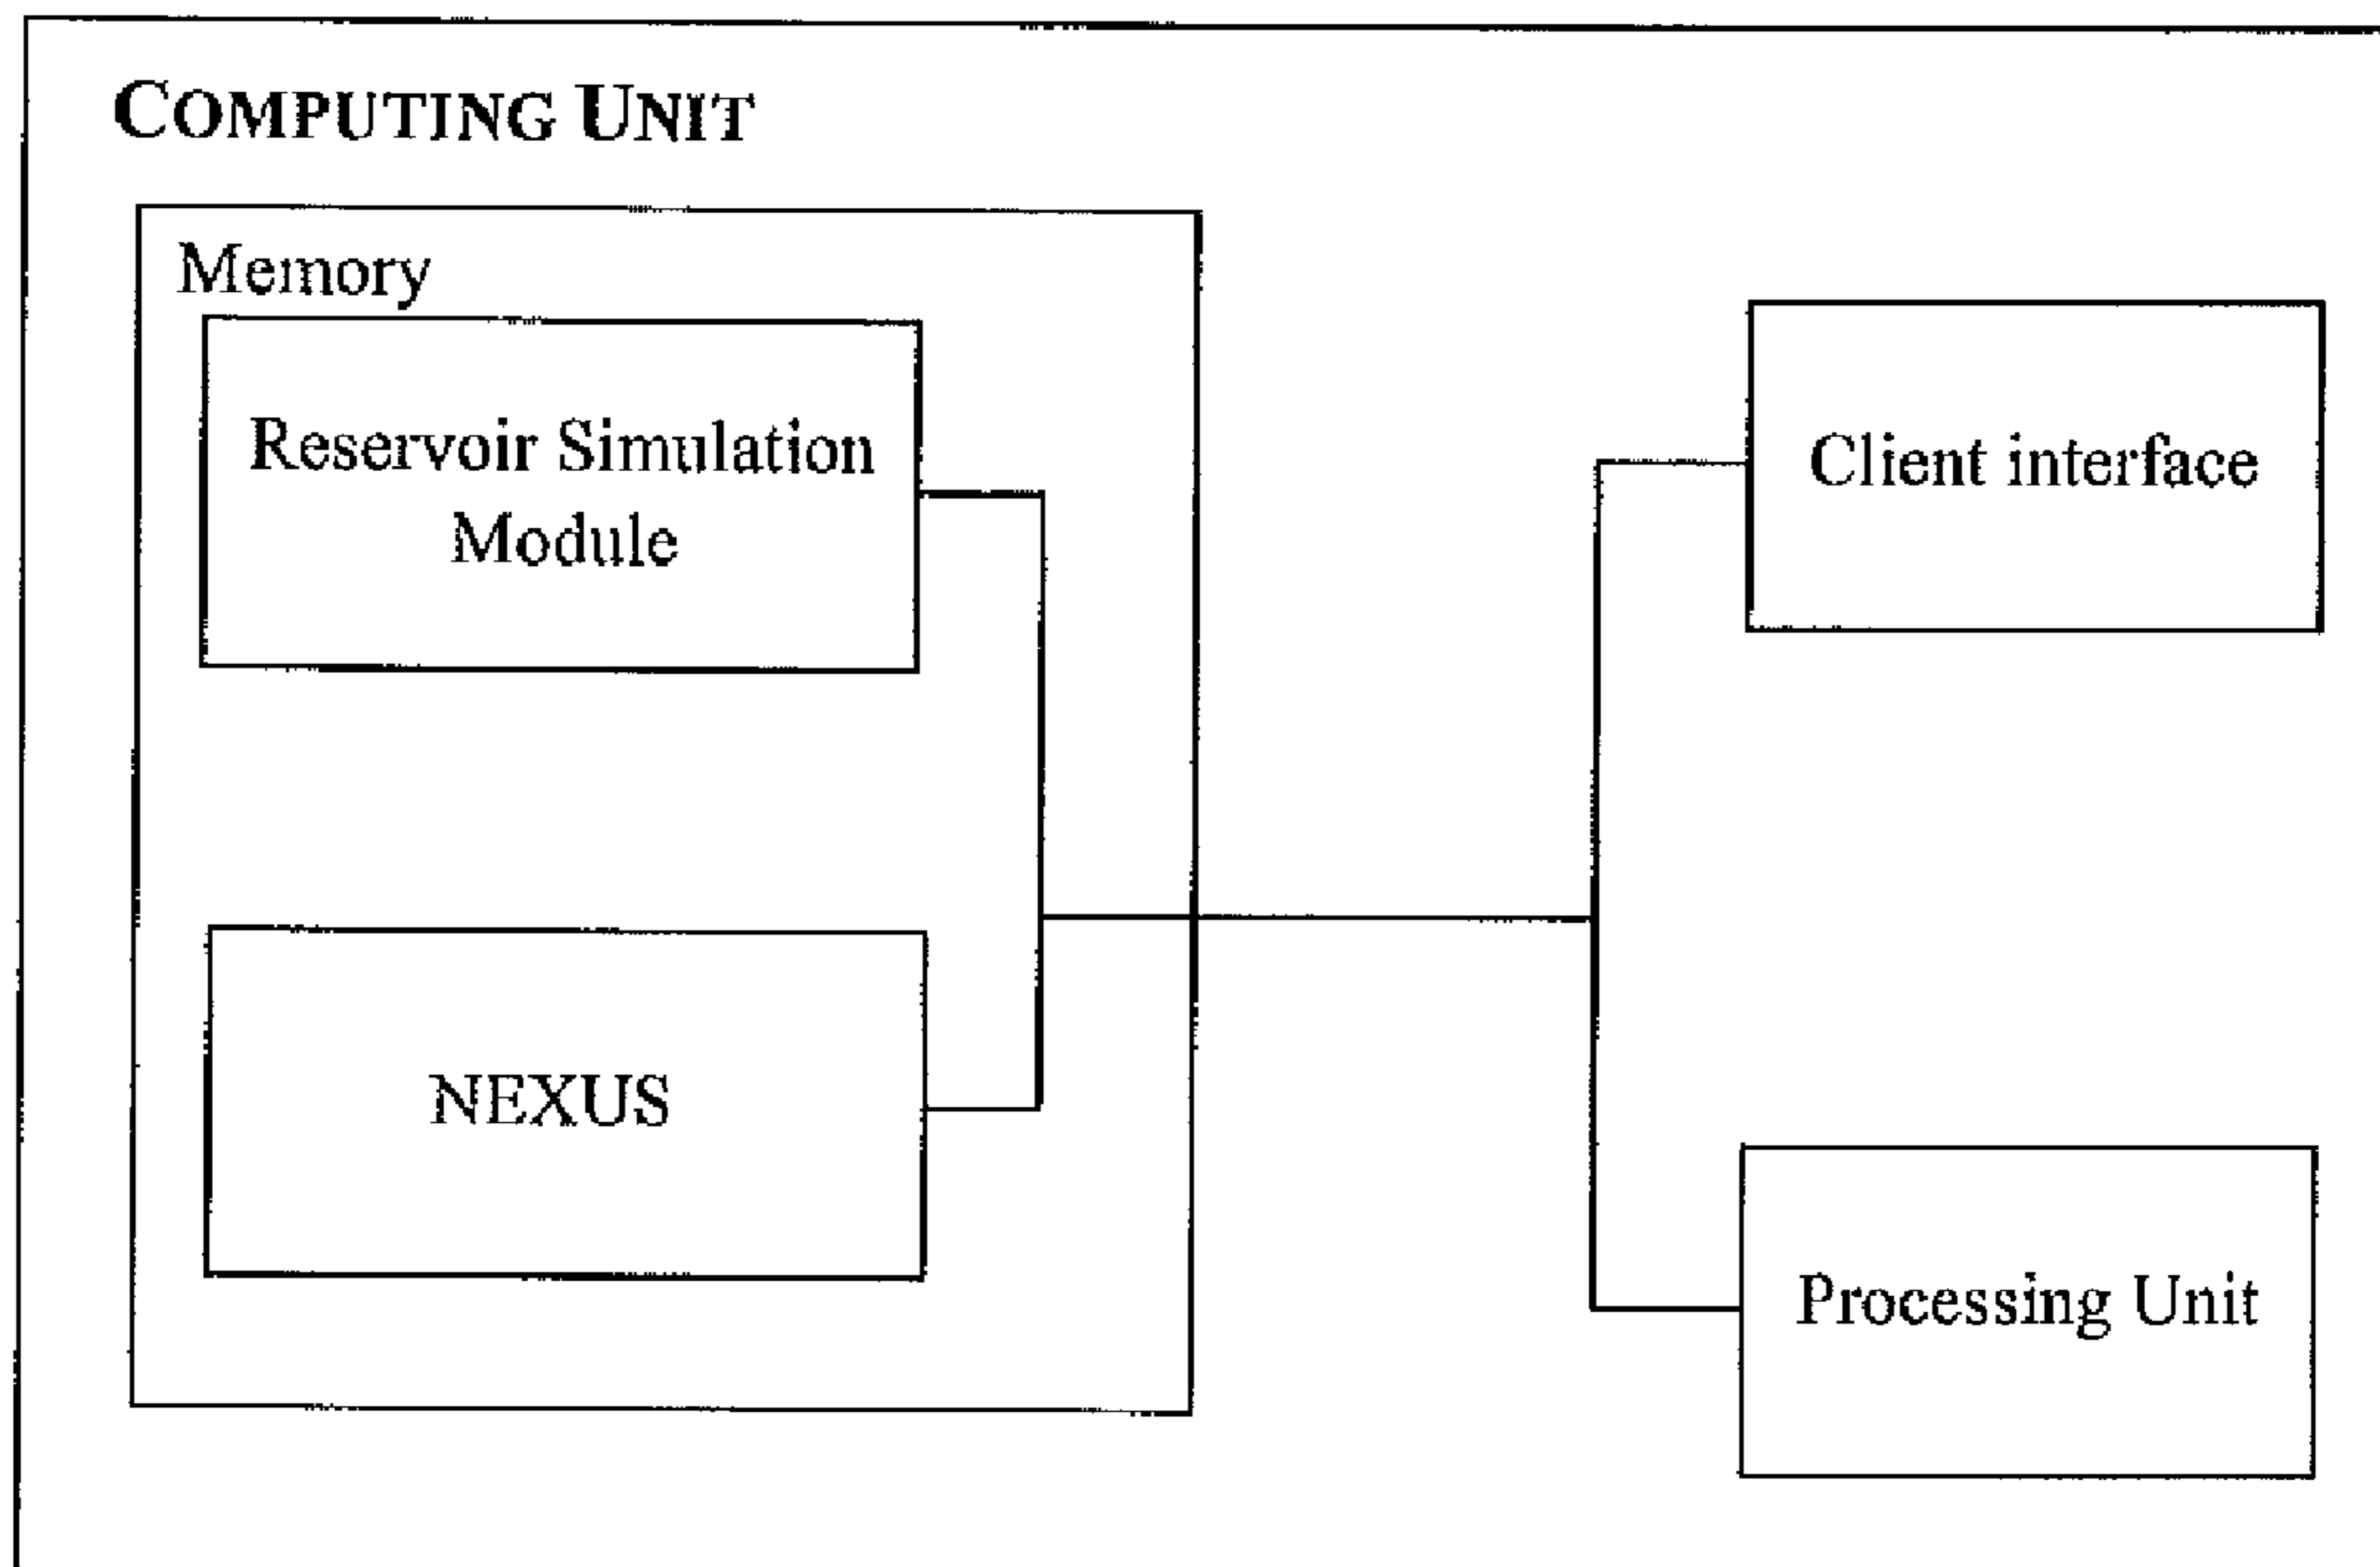 COMPUTING UNIT
Memory
Reservoir Simulation
Module
Client interface
NEXUS
Processing Unit